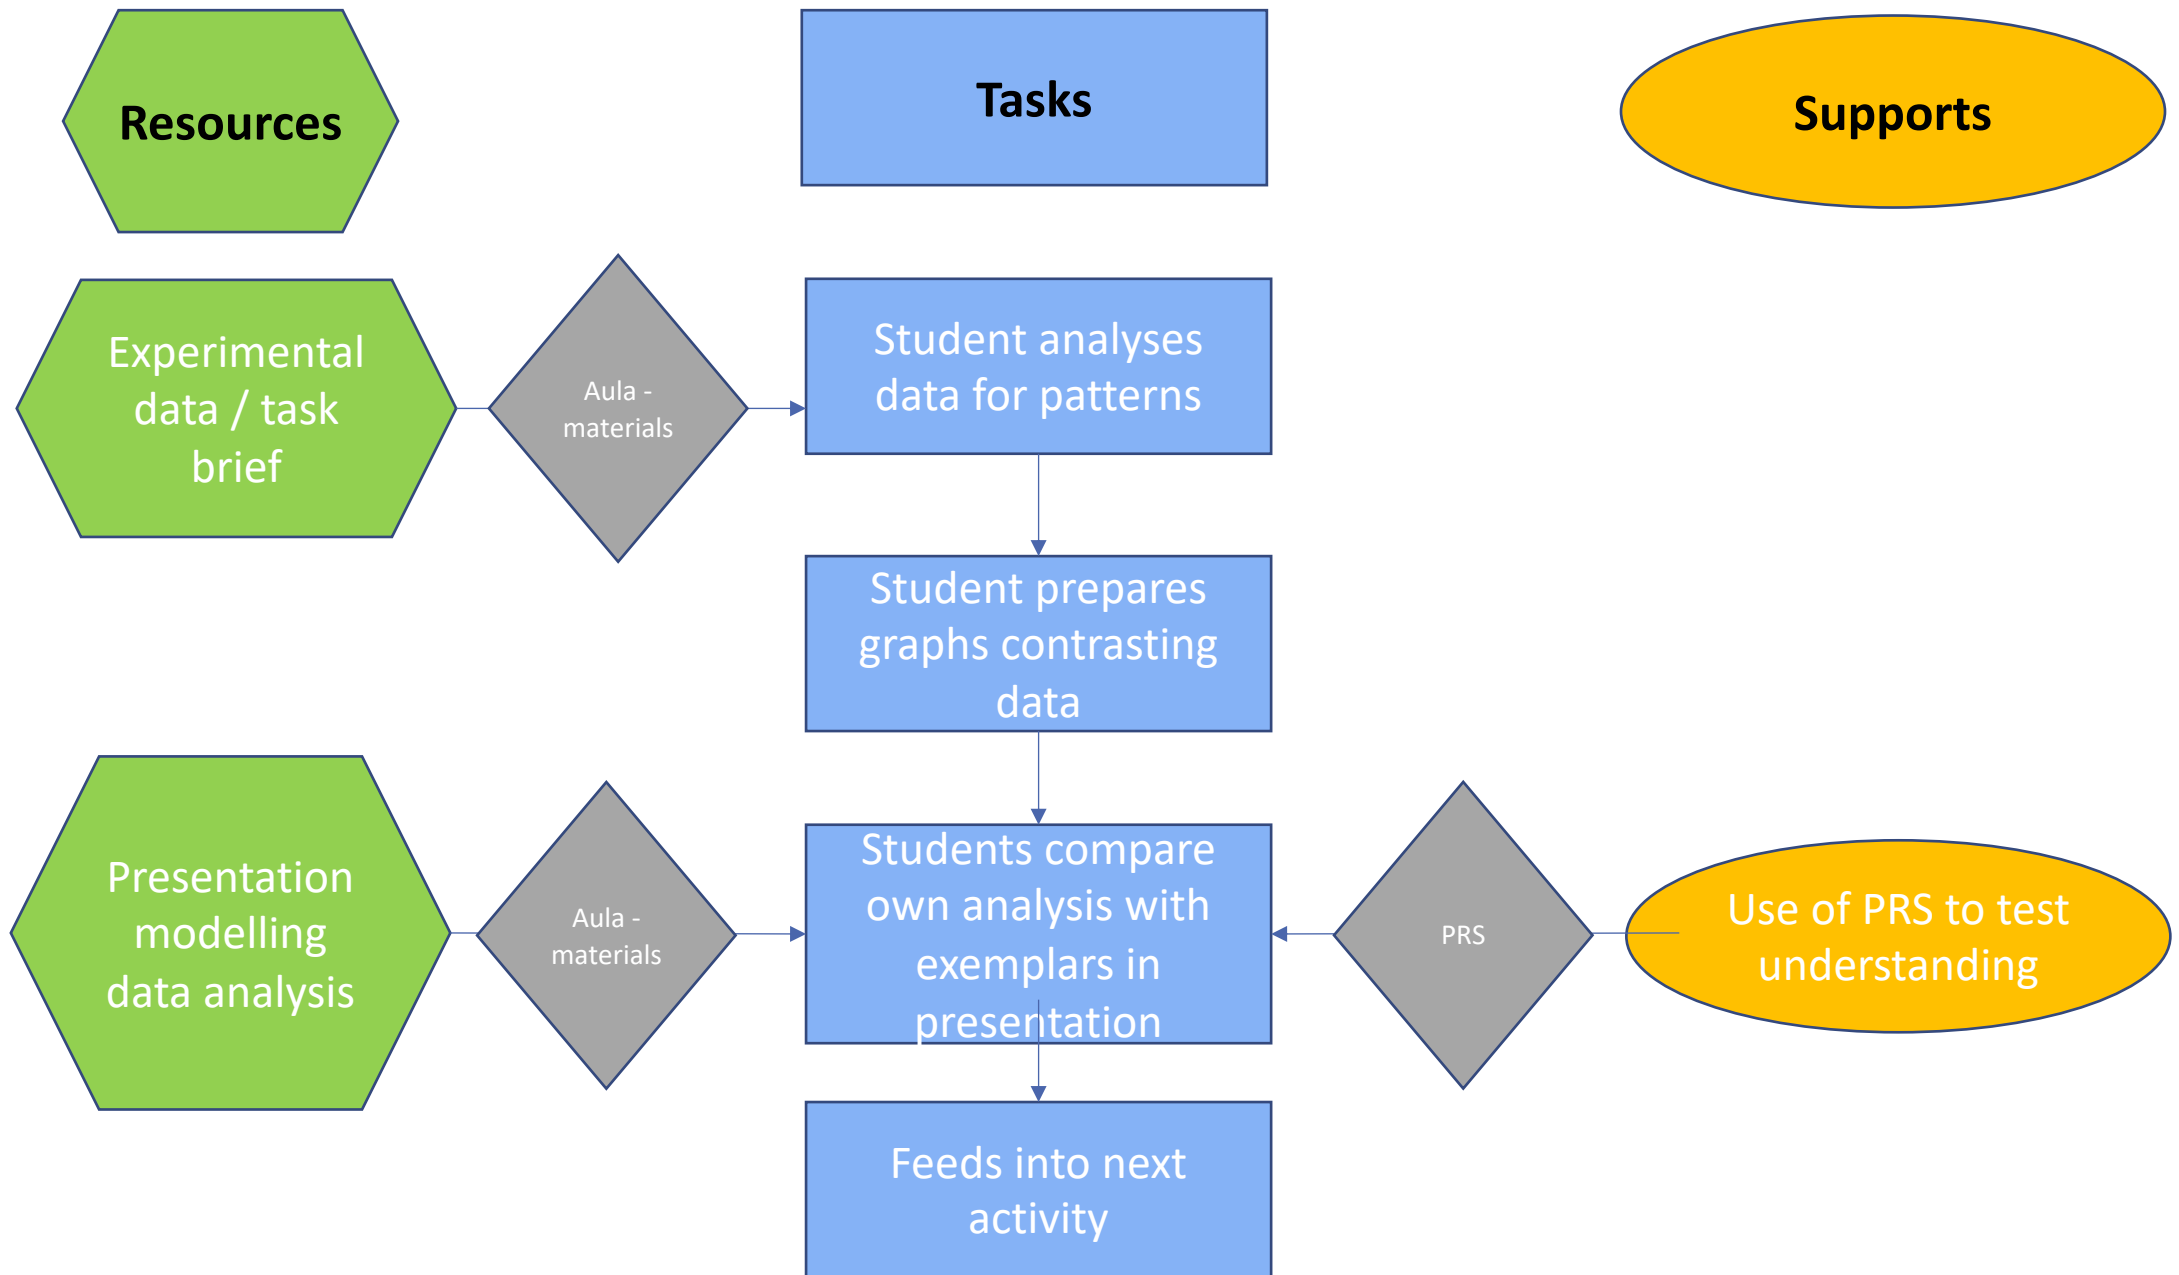 Resources
Tasks
Supports
Experimental
data / task
brief
Aula -
materials
Student analyses
data for patterns
Student prepares
graphs contrasting
data
Presentation
modelling
data analysis
Aula -
materials
Students compare
own analysis with
exemplars in
presentation
PRS
Use of PRS to test
understanding
Feeds into next
activity